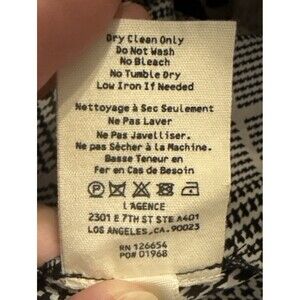 Dry Clean Only
Do Not Wash
No Bleach
No Tumble Dry
Low Iron If Needed
Nettoyage à Sec Seulement
Ne Pas Laver
Ne Pas Javelliser.
Ne pas Sécher à la Machine.
Basse Teneur en
Fer en Cas de Besoin
L'AGENCE
2301 E 7TH ST STE A401
LOS ANGELES,CA.90023
RN 126654
PO# 01968